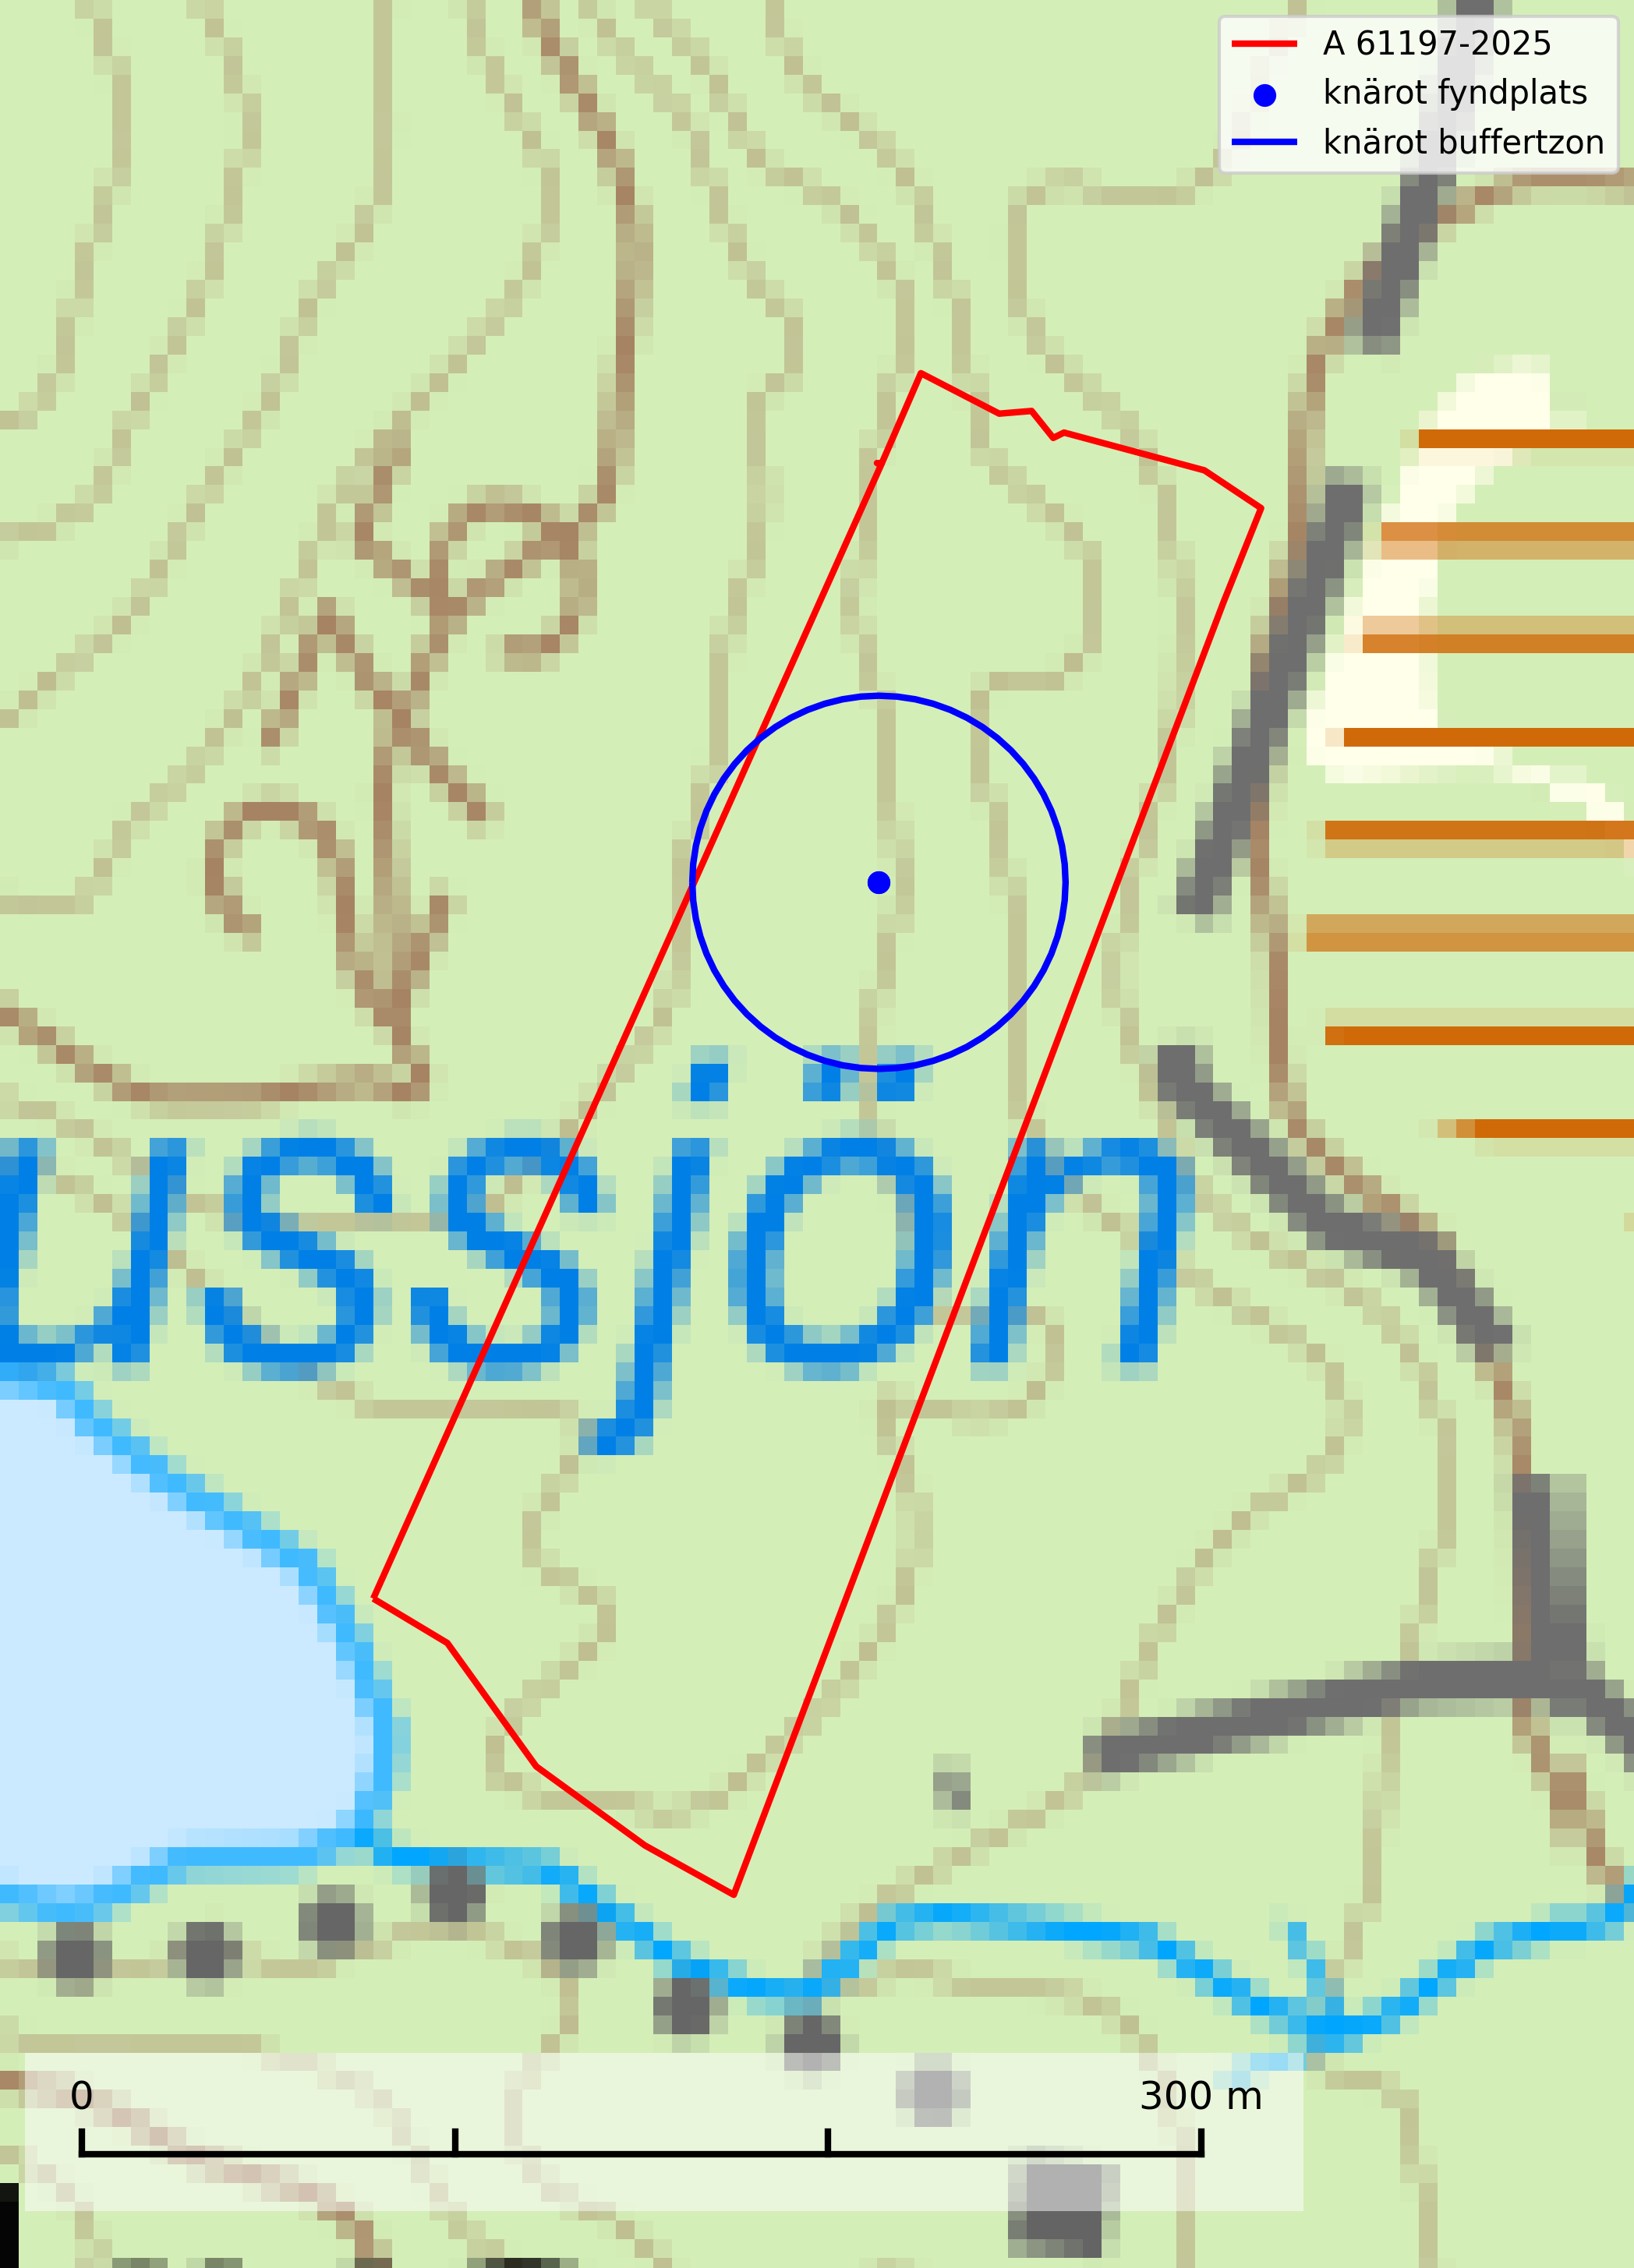 A 61197-2025
knärot fyndplats
knärot buffertzon
ussjön
0 300 m